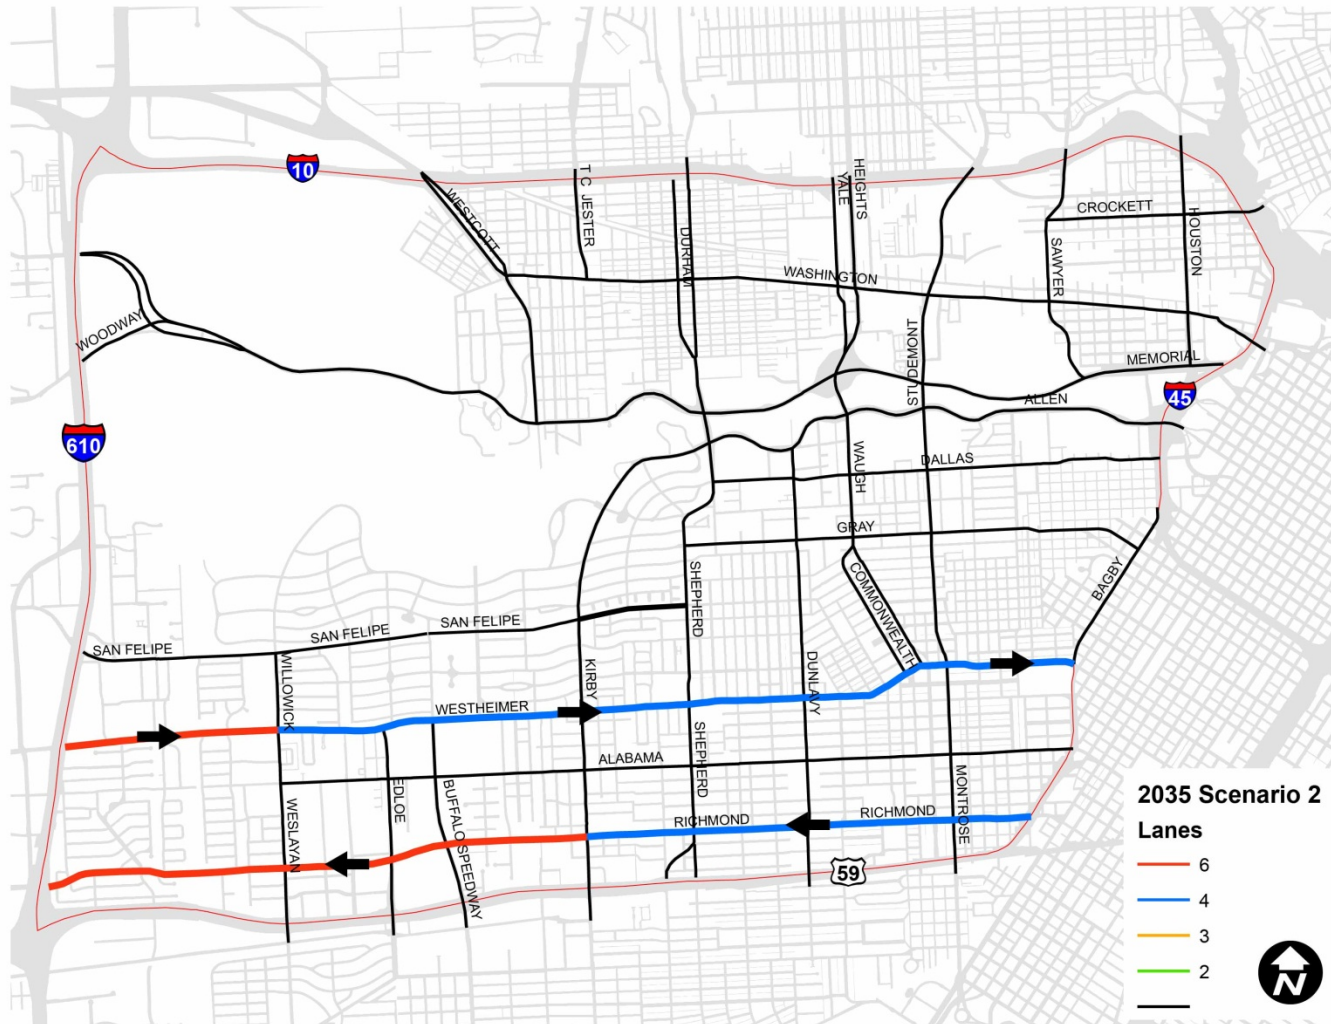 10
T C JESTER
HEIGHTS
YALE
WESTCOTT
CROCKETT
HOUSTON
DURHAM
SAWYER
WASHINGTON
WOODWAY
STUDEMONT
MEMORIAL
45
ALLEN
610
WAUGH
DALLAS
GRAY
COMMONWEALTH
BAGBY
SHEPHERD
SAN FELIPE
SAN FELIPE
SAN FELIPE
WILLOWICK
KIRBY
DUNLAVY
WESTHEIMER
SHEPHERD
ALABAMA
MONTROSE
EDLOE
BUFFALO SPEEDWAY
WESLAYAN
RICHMOND
RICHMOND
59
2035 Scenario 2
Lanes
6
4
3
2
N